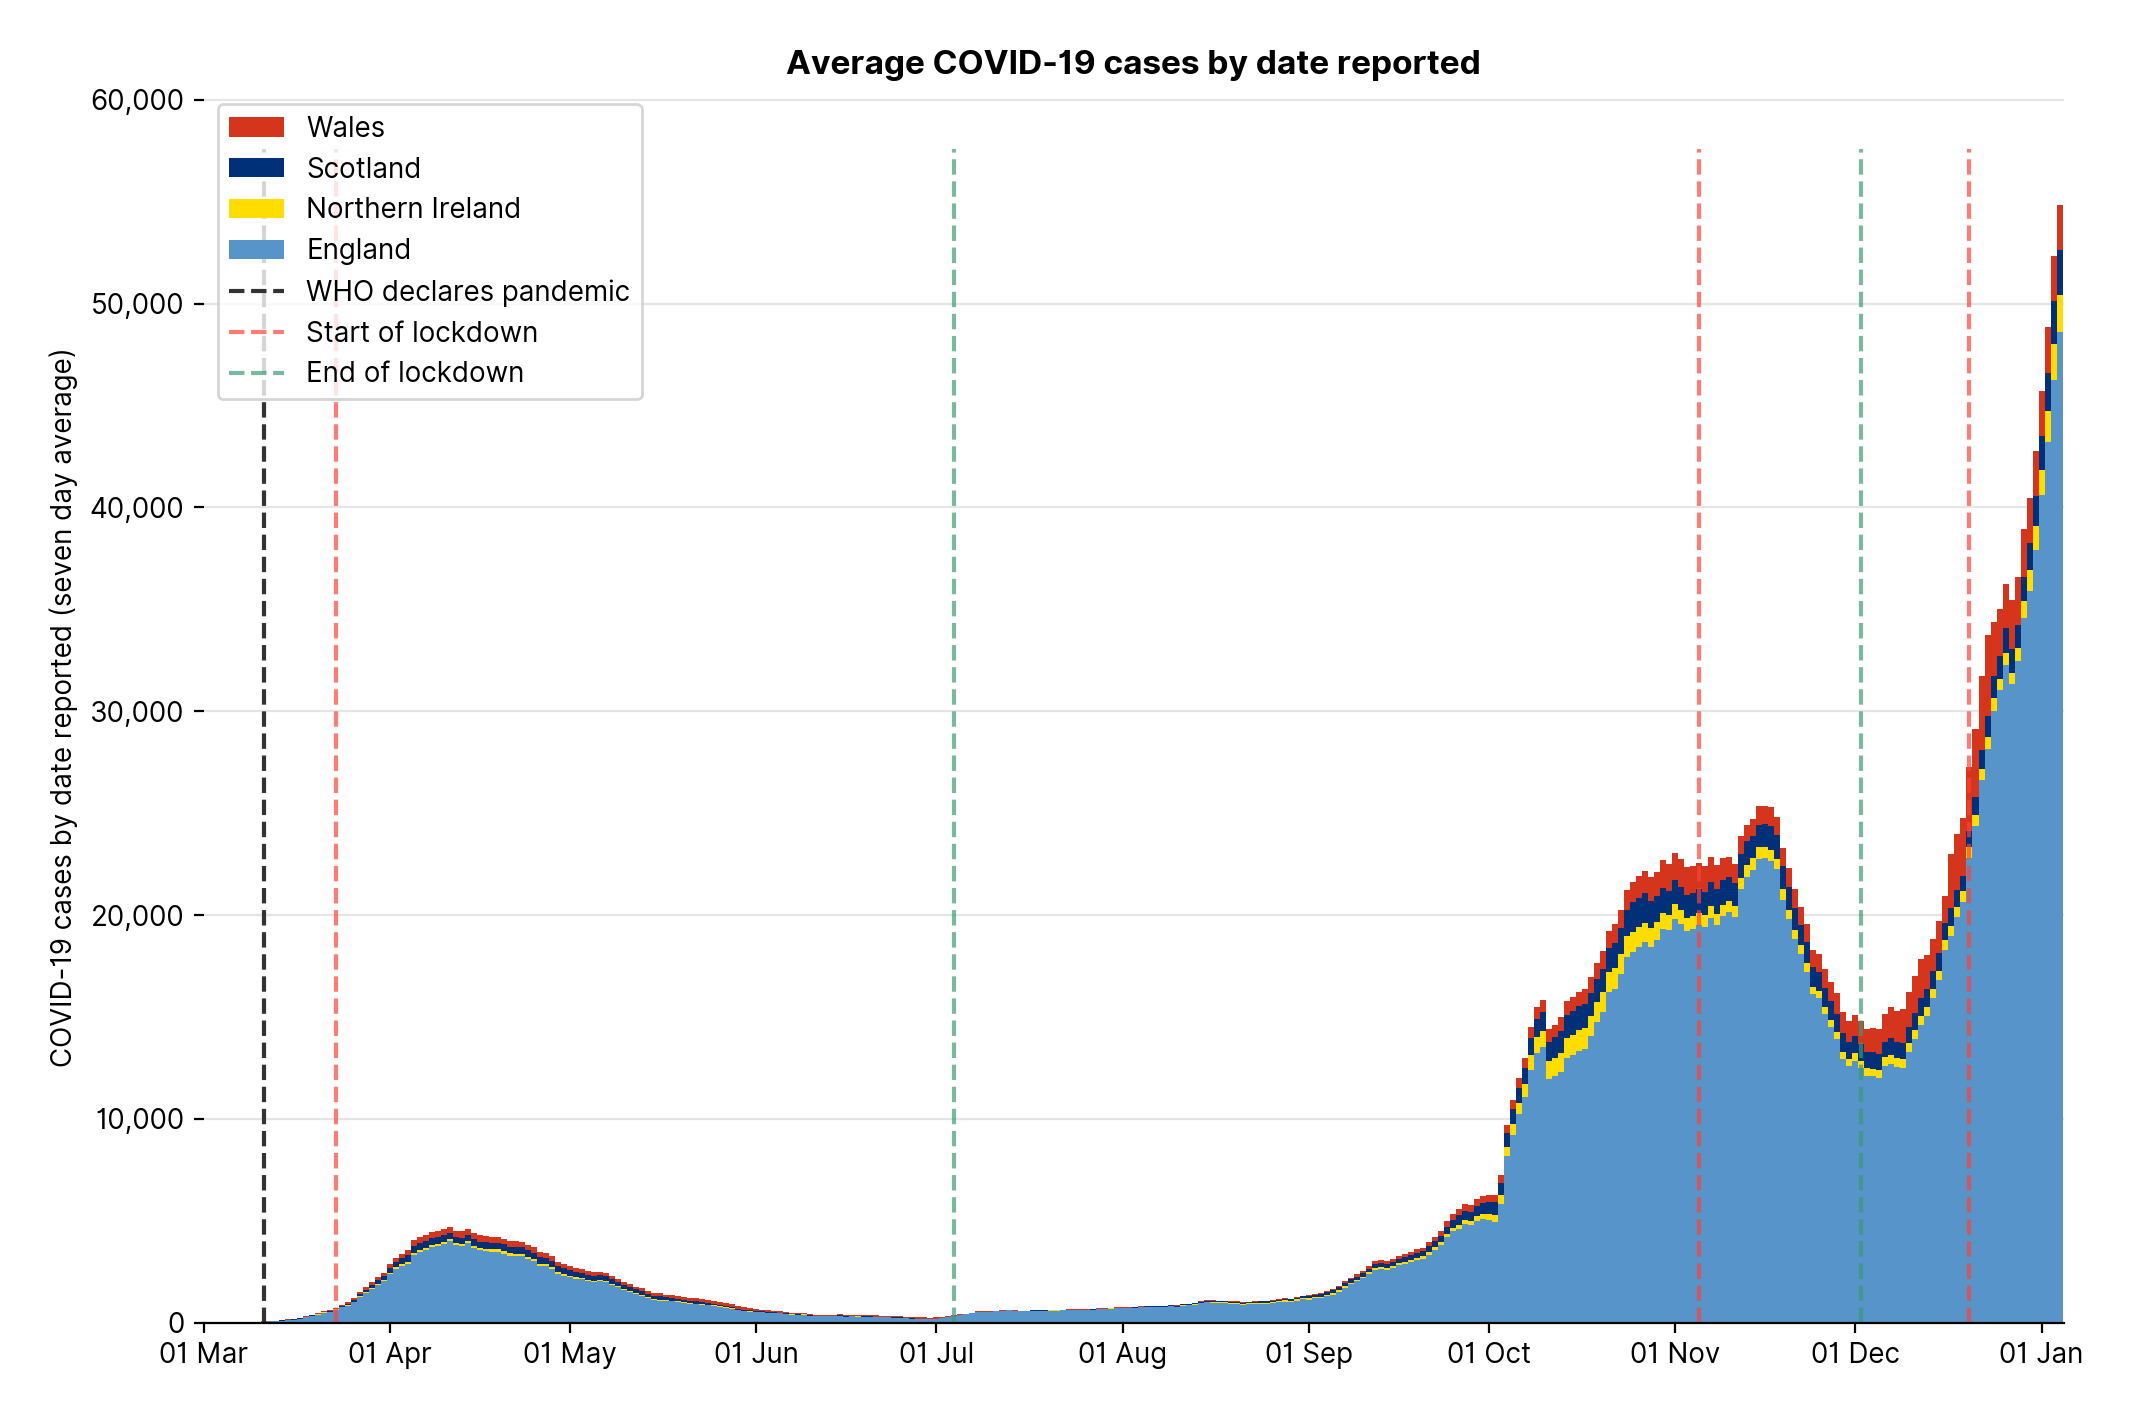 Average COVID-19 cases by date reported
60,000
50,000
40,000
30,000
20,000
10,000
0
COVID-19 cases by date reported (seven day average)
Wales
Scotland
Northern Ireland
England
WHO declares pandemic
Start of lockdown
End of lockdown
01 Mar 01 Apr 01 May 01 Jun 01 Jul 01 Aug 01 Sep 01 Oct 01 Nov 01 Dec 01 Jan